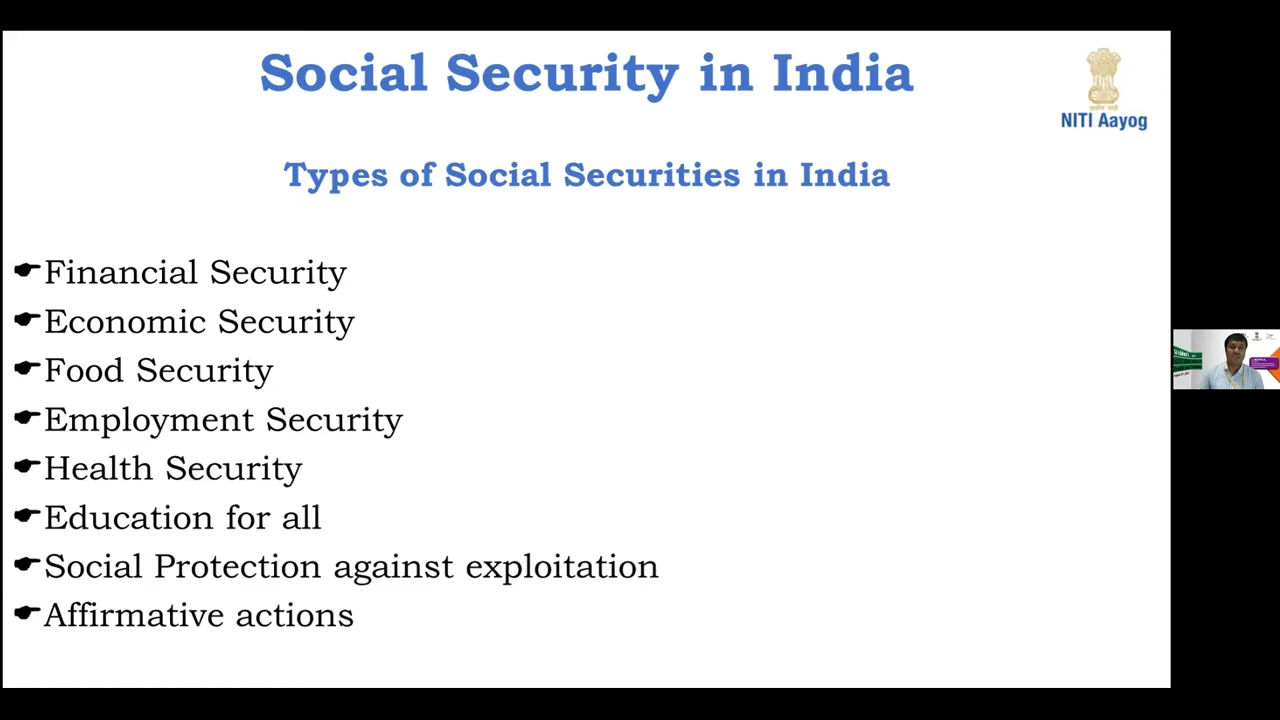 Social Security in India
NITI Aayog
Types of Social Securities in India
Financial Security
Economic Security
Food Security
Employment Security
Health Security
Education for all
Social Protection against exploitation
Affirmative actions